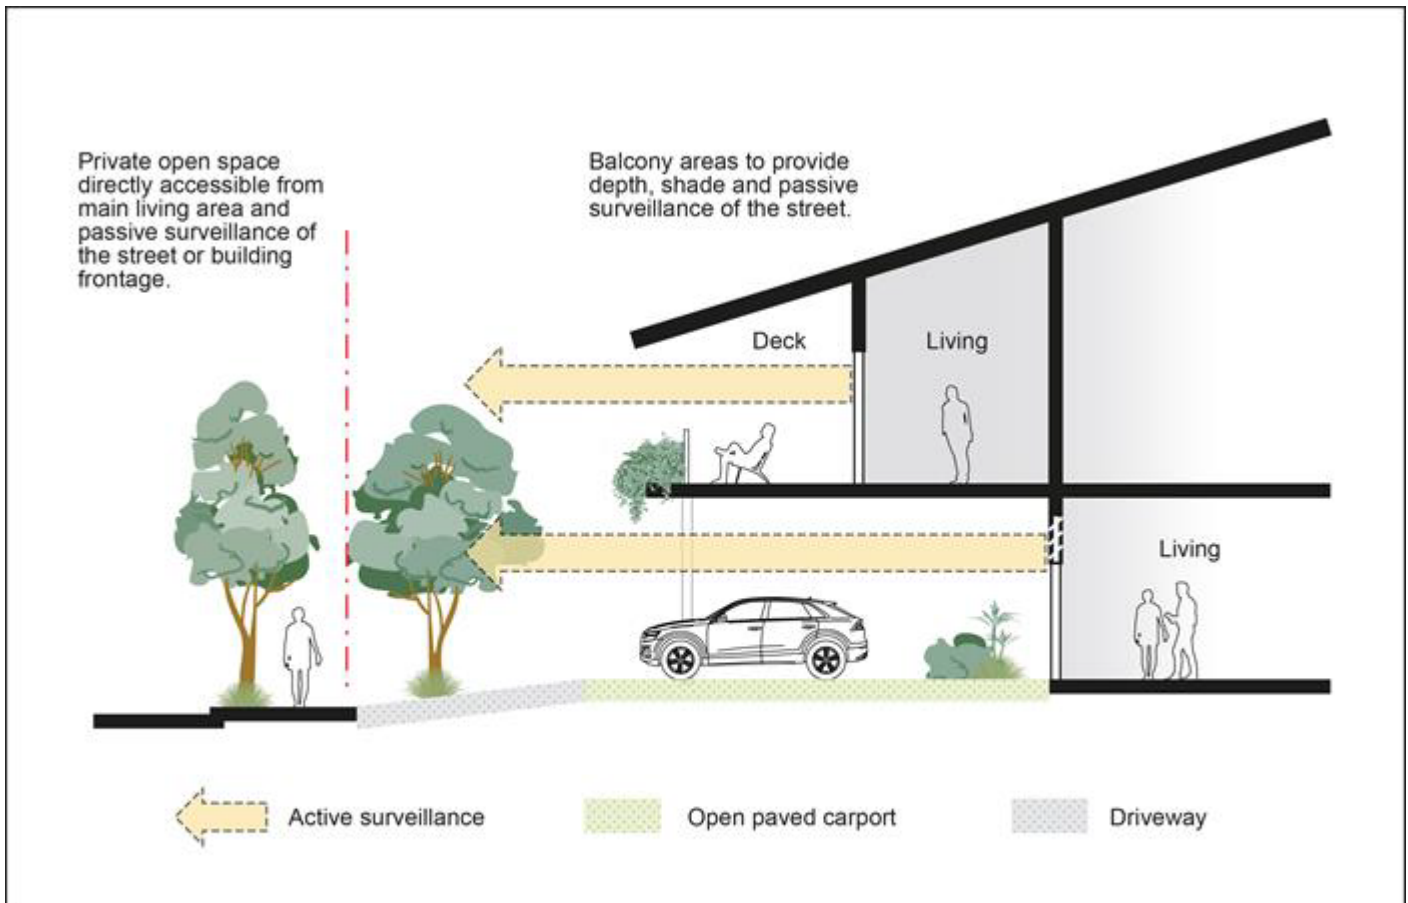 Private open space
directly accessible from
main living area and
passive surveillance of
the street or building
frontage.
Balcony areas to provide
depth, shade and passive
surveillance of the street.
Deck
Living
Living
Active surveillance
Open paved carport
Driveway